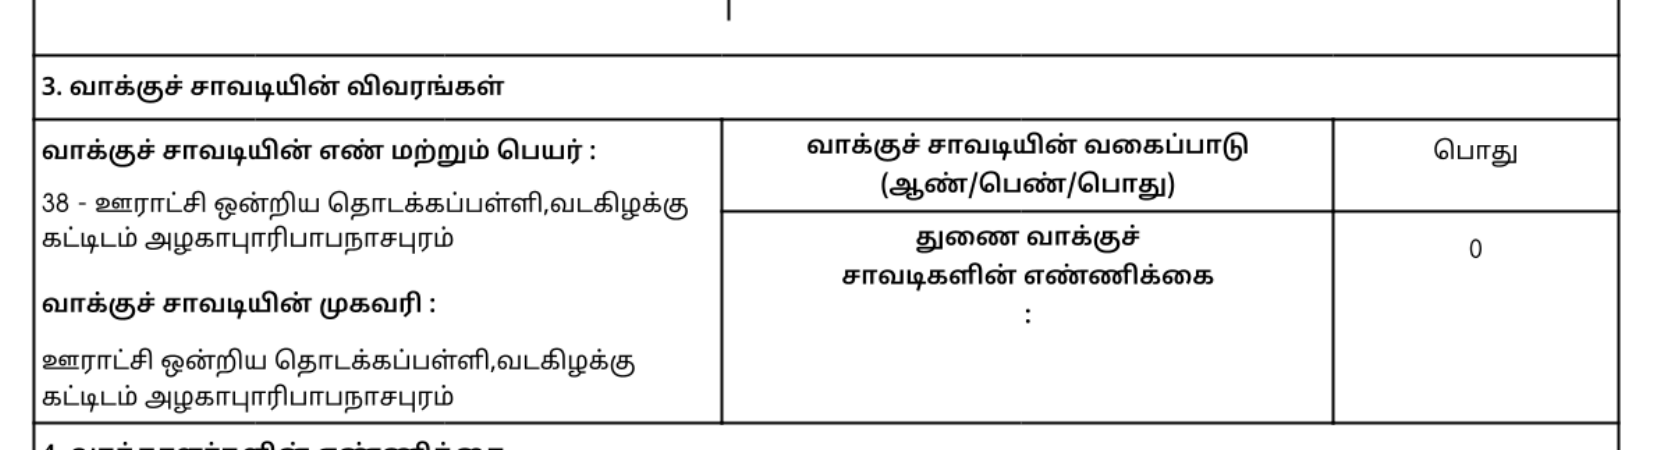 3. வாக்குச் சாவடியின் விவரங்கள்
வாக்குச் சாவடியின் எண் மற்றும் பெயர் :
38 - ஊராட்சி ஒன்றிய தொடக்கப்பள்ளி,வடகிழக்கு
கட்டிடம் அழகாபுாரிபாபநாசபுரம்
வாக்குச் சாவடியின் முகவரி :
ஊராட்சி ஒன்றிய தொடக்கப்பள்ளி,வடகிழக்கு
கட்டிடம் அழகாபுாரிபாபநாசபுரம்
வாக்குச் சாவடியின் வகைப்பாடு
(ஆண்/பெண்/பொது)
பொது
துணை வாக்குச்
சாவடிகளின் எண்ணிக்கை
:
0